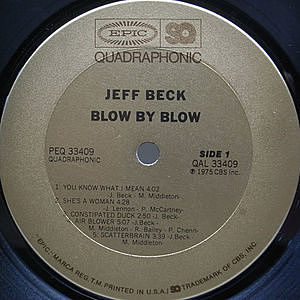 EPIC SQ
QUADRAPHONIC
JEFF BECK
BLOW BY BLOW
PEQ 33409
QUADRAPHONIC
SIDE 1
QAL 33409
℗ 1975 CBS Inc.
1. YOU KNOW WHAT I MEAN 4:02
J. Beck - M. Middleton
2. SHE'S A WOMAN 4:28
J. Lennon - P. McCartney
3. CONSTIPATED DUCK 2:50 - J. Beck
4. AIR BLOWER 5:07 - J. Beck -
M. Middleton - R. Bailey - P. Chenn
5. SCATTERBRAIN 3:39 - J. Beck -
M. Middleton
"EPIC," MARCA REG. T.M. PRINTED IN U.S.A./ SQ TRADEMARK OF CBS, INC.